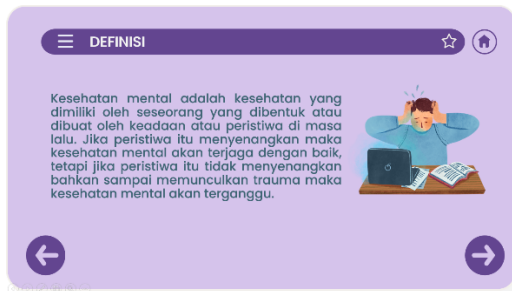 DEFINISI
Kesehatan mental adalah kesehatan yang
dimiliki oleh seseorang yang dibentuk atau
dibuat oleh keadaan atau peristiwa di masa
lalu. Jika peristiwa itu menyenangkan maka
kesehatan mental akan terjaga dengan baik,
tetapi jika peristiwa itu tidak menyenangkan
bahkan sampai memunculkan trauma maka
kesehatan mental akan terganggu.